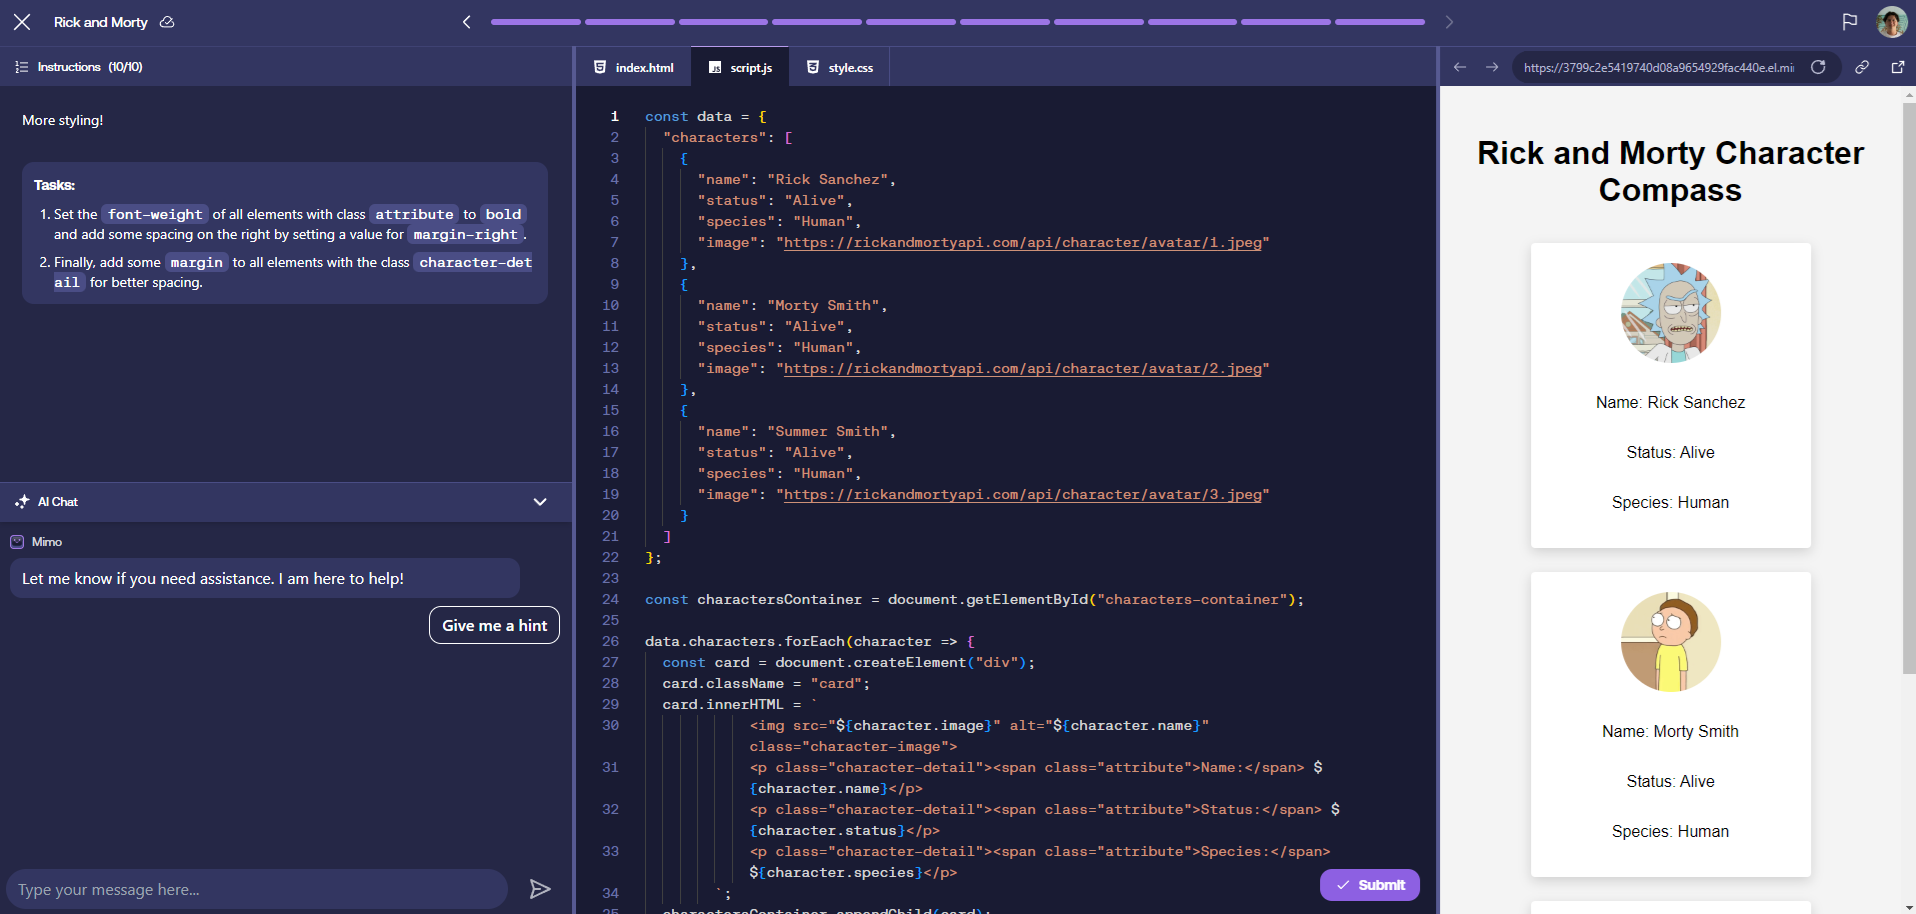 Rick and Morty
Instructions (10/10)
More styling!
Tasks:
1. Set the font-weight of all elements with class attribute to bold
and add some spacing on the right by setting a value for margin-right.
2. Finally, add some margin to all elements with the class character-det
ail for better spacing.
AI Chat
Mimo
Let me know if you need assistance. I am here to help!
Give me a hint
Type your message here...
index.html
JS script.js
style.css
1 const data = {
2 "characters": [
3 {
4 "name": "Rick Sanchez",
5 "status": "Alive",
6 "species": "Human",
7 "image": "https://rickandmortyapi.com/api/character/avatar/1.jpeg"
8 },
9 {
10 "name": "Morty Smith",
11 "status": "Alive",
12 "species": "Human",
13 "image": "https://rickandmortyapi.com/api/character/avatar/2.jpeg"
14 },
15 {
16 "name": "Summer Smith",
17 "status": "Alive",
18 "species": "Human",
19 "image": "https://rickandmortyapi.com/api/character/avatar/3.jpeg"
20 }
21 ]
22 };
23
24 const charactersContainer = document.getElementById("characters-container");
25
26 data.characters.forEach(character => {
27 const card = document.createElement("div");
28 card.className = "card";
29 card.innerHTML = `
30 <img src="${character.image}" alt="${character.name}"
class="character-image">
31 <p class="character-detail"><span class="attribute">Name:</span> $
{character.name}</p>
32 <p class="character-detail"><span class="attribute">Status:</span> $
{character.status}</p>
33 <p class="character-detail"><span class="attribute">Species:</span>
${character.species}</p>
34 `;
35 charactersContainer.appendChild(card);
Submit
https://3799c2e5419740d08a9654929fac440e.el.mi
Rick and Morty Character
Compass
Name: Rick Sanchez
Status: Alive
Species: Human
Name: Morty Smith
Status: Alive
Species: Human